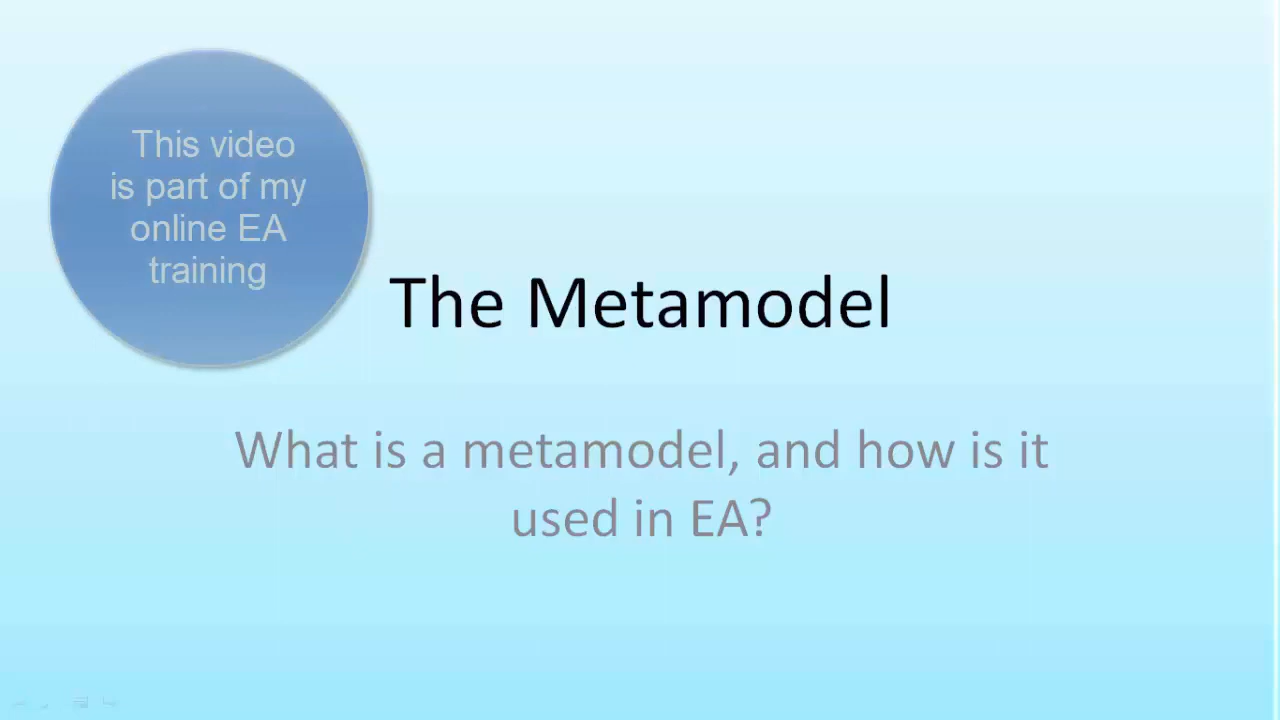 This video
is part of my
online EA
training
The Metamodel
What is a metamodel, and how is it
used in EA?